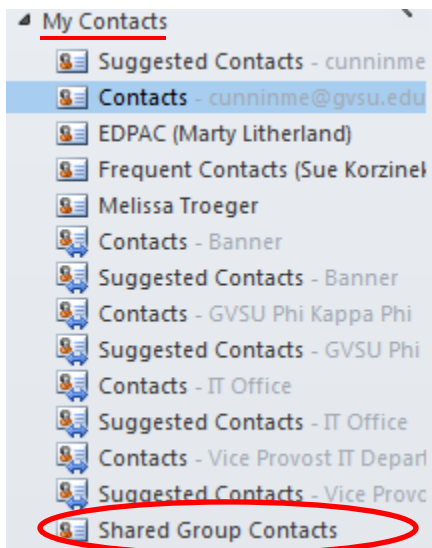 My Contacts
Suggested Contacts - cunninme
Contacts - cunninme@gvsu.edu
EDPAC (Marty Litherland)
Frequent Contacts (Sue Korzinek
Melissa Troeger
Contacts - Banner
Suggested Contacts - Banner
Contacts - GVSU Phi Kappa Phi
Suggested Contacts - GVSU Phi
Contacts - IT Office
Suggested Contacts - IT Office
Contacts - Vice Provost IT Depart
Suggested Contacts - Vice Provo
Shared Group Contacts